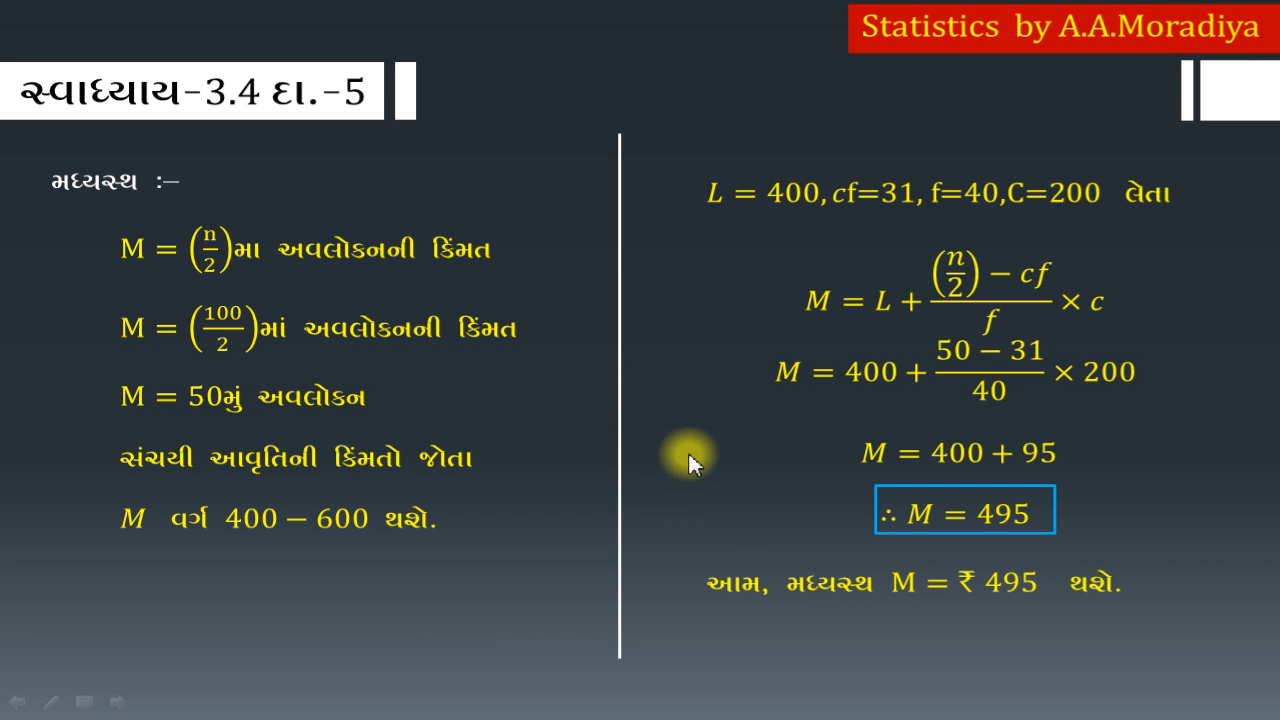 Statistics by A.A.Moradiya
સ્વાધ્યાય-3.4 દા.-5
મધ્યસ્થ :–
M = (n/2)મા અવલોકનની કિંમત
M = (100/2)માં અવલોકનની કિંમત
M = 50મું અવલોકન
સંચયી આવૃતિની કિંમતો જોતા
M વર્ગ 400 − 600 થશે.
L = 400, cf=31, f=40,C=200 લેતા
M = L + ((n/2) − cf)/f × c
M = 400 + (50 − 31)/40 × 200
M = 400 + 95
∴ M = 495
આમ, મધ્યસ્થ M = ₹ 495 થશે.